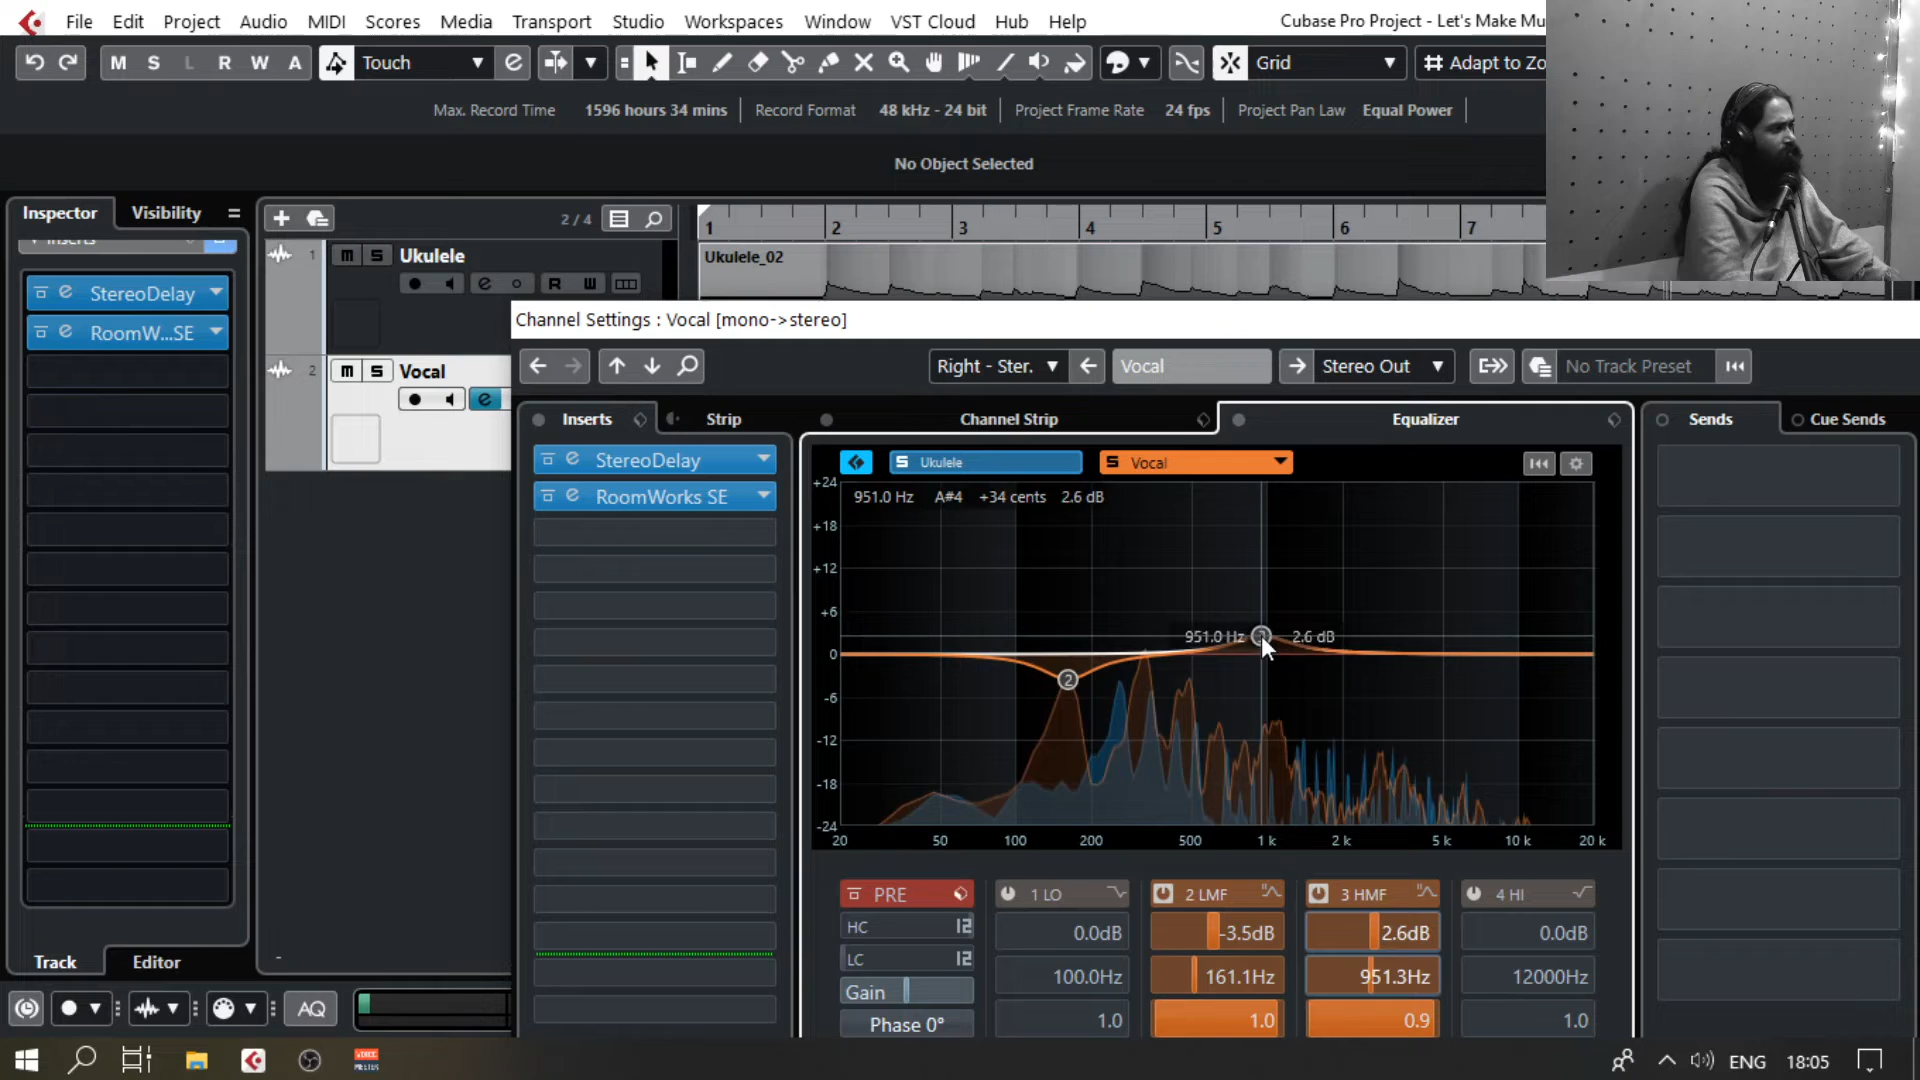 File Edit Project Audio MIDI Scores Media Transport Studio Workspaces Window VST Cloud Hub Help
Cubase Pro Project - Let's Make Mu
M S L R W A Touch Grid Adapt to Zo
Max. Record Time 1596 hours 34 mins Record Format 48 kHz - 24 bit Project Frame Rate 24 fps Project Pan Law Equal Power
No Object Selected
Inspector Visibility
2 / 4
1 2 3 4 5 6 7
Inserts
StereoDelay
RoomW...SE
1 M S Ukulele
R W
Ukulele_02
2 M S Vocal
Channel Settings : Vocal [mono->stereo]
Right - Ster. Vocal Stereo Out No Track Preset
Inserts Strip Channel Strip Equalizer Sends Cue Sends
StereoDelay
RoomWorks SE
S Ukulele S Vocal
951.0 Hz A#4 +34 cents 2.6 dB
+24
+18
+12
+6
0
-6
-12
-18
-24
951.0 Hz 2.6 dB
2
20 50 100 200 500 1 k 2 k 5 k 10 k 20 k
PRE 1 LO 2 LMF 3 HMF 4 HI
HC 12 0.0dB -3.5dB 2.6dB 0.0dB
LC 12
Gain 100.0Hz 161.1Hz 951.3Hz 12000Hz
Phase 0° 1.0 1.0 0.9 1.0
Track Editor
AQ
ENG 18:05